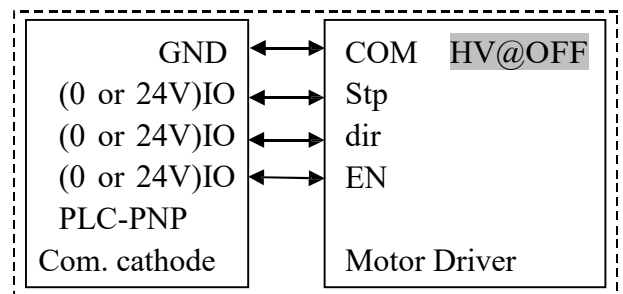 GND
(0 or 24V)IO
(0 or 24V)IO
(0 or 24V)IO
PLC-PNP
Com. cathode
COM HV@OFF
Stp
dir
EN
Motor Driver